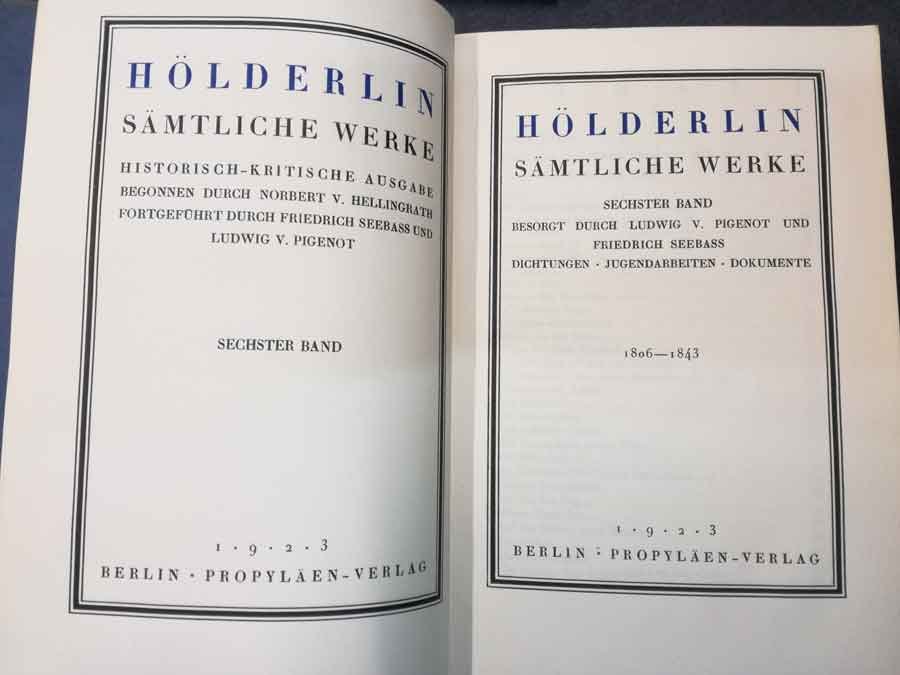 HÖLDERLIN
SÄMTLICHE WERKE
HISTORISCH-KRITISCHE AUSGABE
BEGONNEN DURCH NORBERT V. HELLINGRATH
FORTGEFÜHRT DURCH FRIEDRICH SEEBASS UND
LUDWIG V. PIGENOT
SECHSTER BAND
1·9·2·3
BERLIN · PROPYLÄEN-VERLAG
HÖLDERLIN
SÄMTLICHE WERKE
SECHSTER BAND
BESORGT DURCH LUDWIG V. PIGENOT UND
FRIEDRICH SEEBASS
DICHTUNGEN · JUGENDARBEITEN · DOKUMENTE
1806—1843
1·9·2·3
BERLIN · PROPYLÄEN-VERLAG